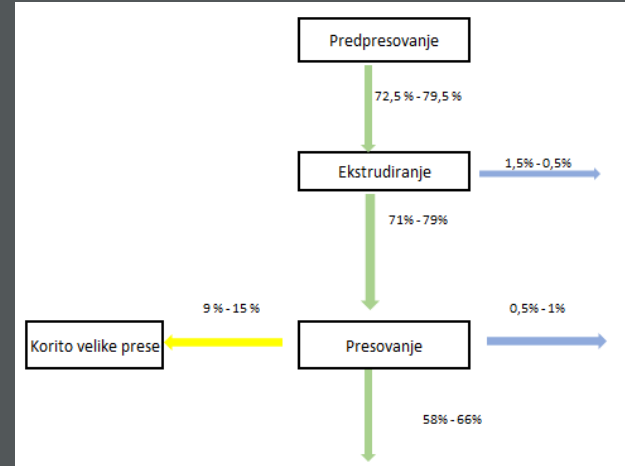 Predpresovanje
72,5 % - 79,5 %
Ekstrudiranje
1,5% - 0,5%
71% - 79%
9 % - 15 %
0,5% - 1%
Korito velike prese
Presovanje
58% - 66%